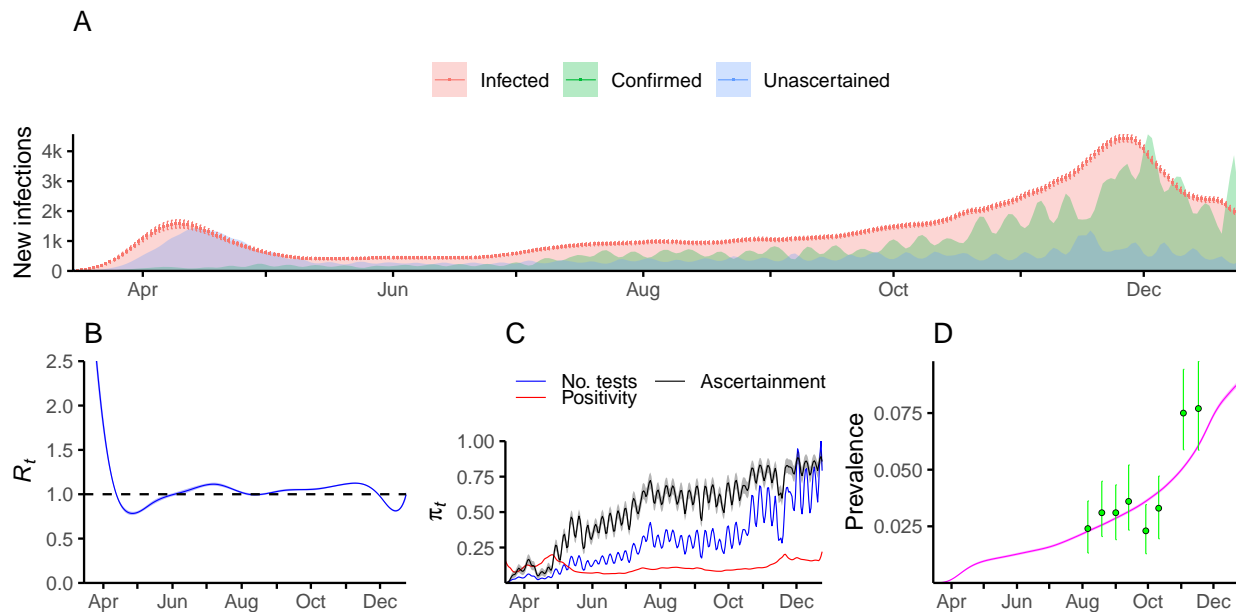 A
Infected Confirmed Unascertained
New infections
4k
3k
2k
1k
0
Apr Jun Aug Oct Dec
B
R_t
2.5
2.0
1.5
1.0
0.5
0.0
Apr Jun Aug Oct Dec
C
No. tests Ascertainment
Positivity
π_t
1.00
0.75
0.50
0.25
Apr Jun Aug Oct Dec
D
Prevalence
0.075
0.050
0.025
Apr Jun Aug Oct Dec